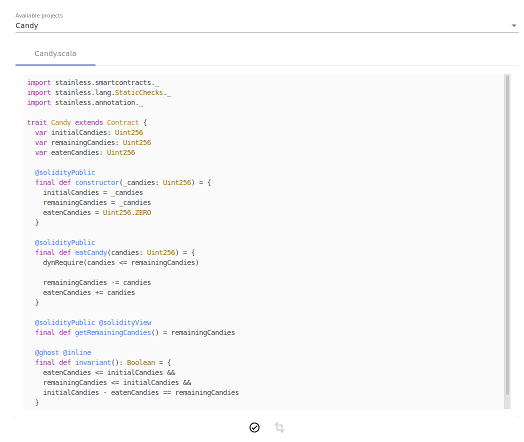 Available projects
Candy
Candy.scala
import stainless.smartcontracts._
import stainless.lang.StaticChecks._
import stainless.annotation._
trait Candy extends Contract {
var initialCandies: Uint256
var remainingCandies: Uint256
var eatenCandies: Uint256
@solidityPublic
final def constructor(_candies: Uint256) = {
initialCandies = _candies
remainingCandies = _candies
eatenCandies = Uint256.ZERO
}
@solidityPublic
final def eatCandy(candies: Uint256) = {
dynRequire(candies <= remainingCandies)
remainingCandies -= candies
eatenCandies += candies
}
@solidityPublic @solidityView
final def getRemainingCandies() = remainingCandies
@ghost @inline
final def invariant(): Boolean = {
eatenCandies <= initialCandies &&
remainingCandies <= initialCandies &&
initialCandies - eatenCandies == remainingCandies
}